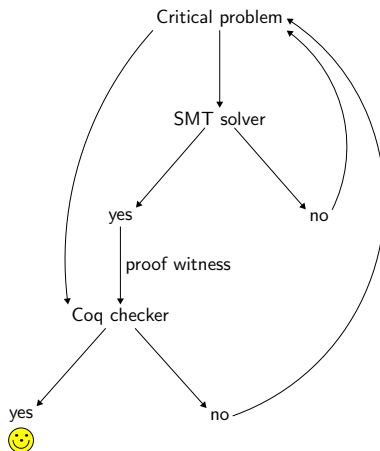 Critical problem
SMT solver
yes
no
proof witness
Coq checker
yes
no